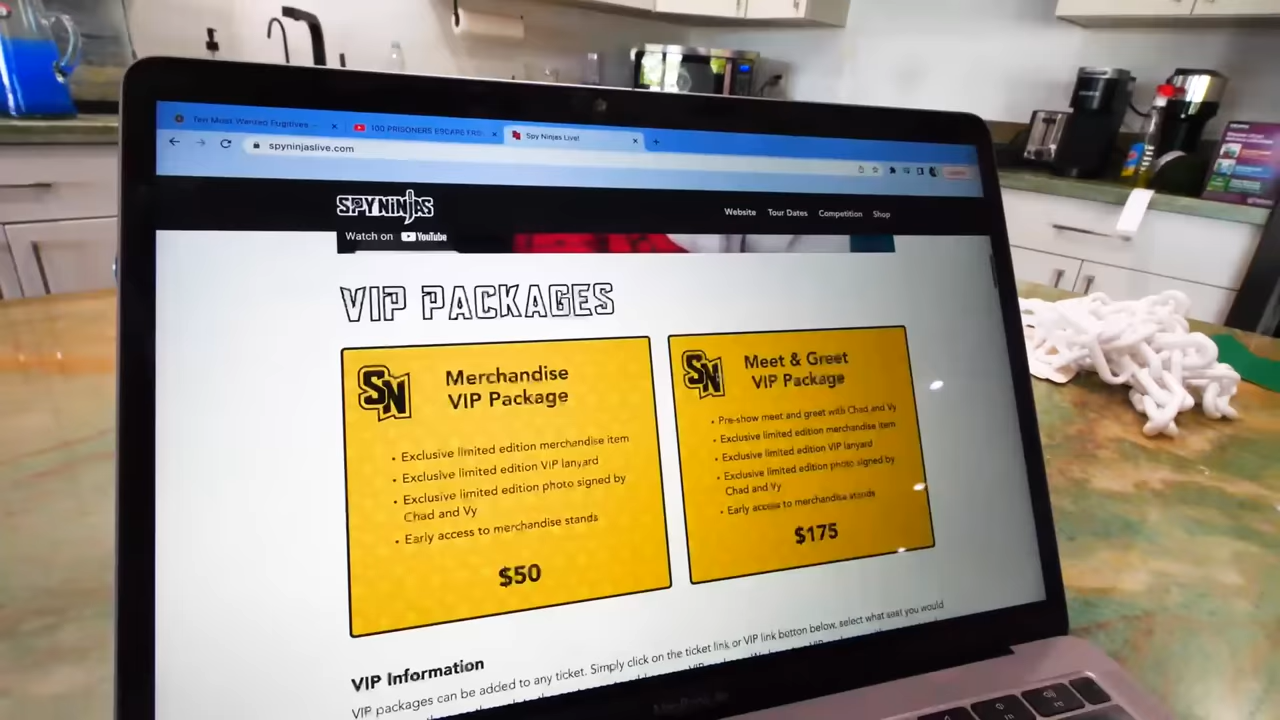 Ten Most Wanted Fugitives —
100 PRISONERS ESCAPE FRO
Spy Ninjas Live!
spyninjaslive.com
SPY NINJAS
Website Tour Dates Competition Shop
Watch on YouTube
VIP PACKAGES
SN
Merchandise
VIP Package
• Exclusive limited edition merchandise item
• Exclusive limited edition VIP lanyard
• Exclusive limited edition photo signed by
Chad and Vy
• Early access to merchandise stands
$50
SN
Meet & Greet
VIP Package
• Pre-show meet and greet with Chad and Vy
• Exclusive limited edition merchandise item
• Exclusive limited edition VIP lanyard
• Exclusive limited edition photo signed by
Chad and Vy
• Early access to merchandise stands
$175
VIP Information
VIP packages can be added to any ticket. Simply click on the ticket link or VIP link button below, select what seat you would